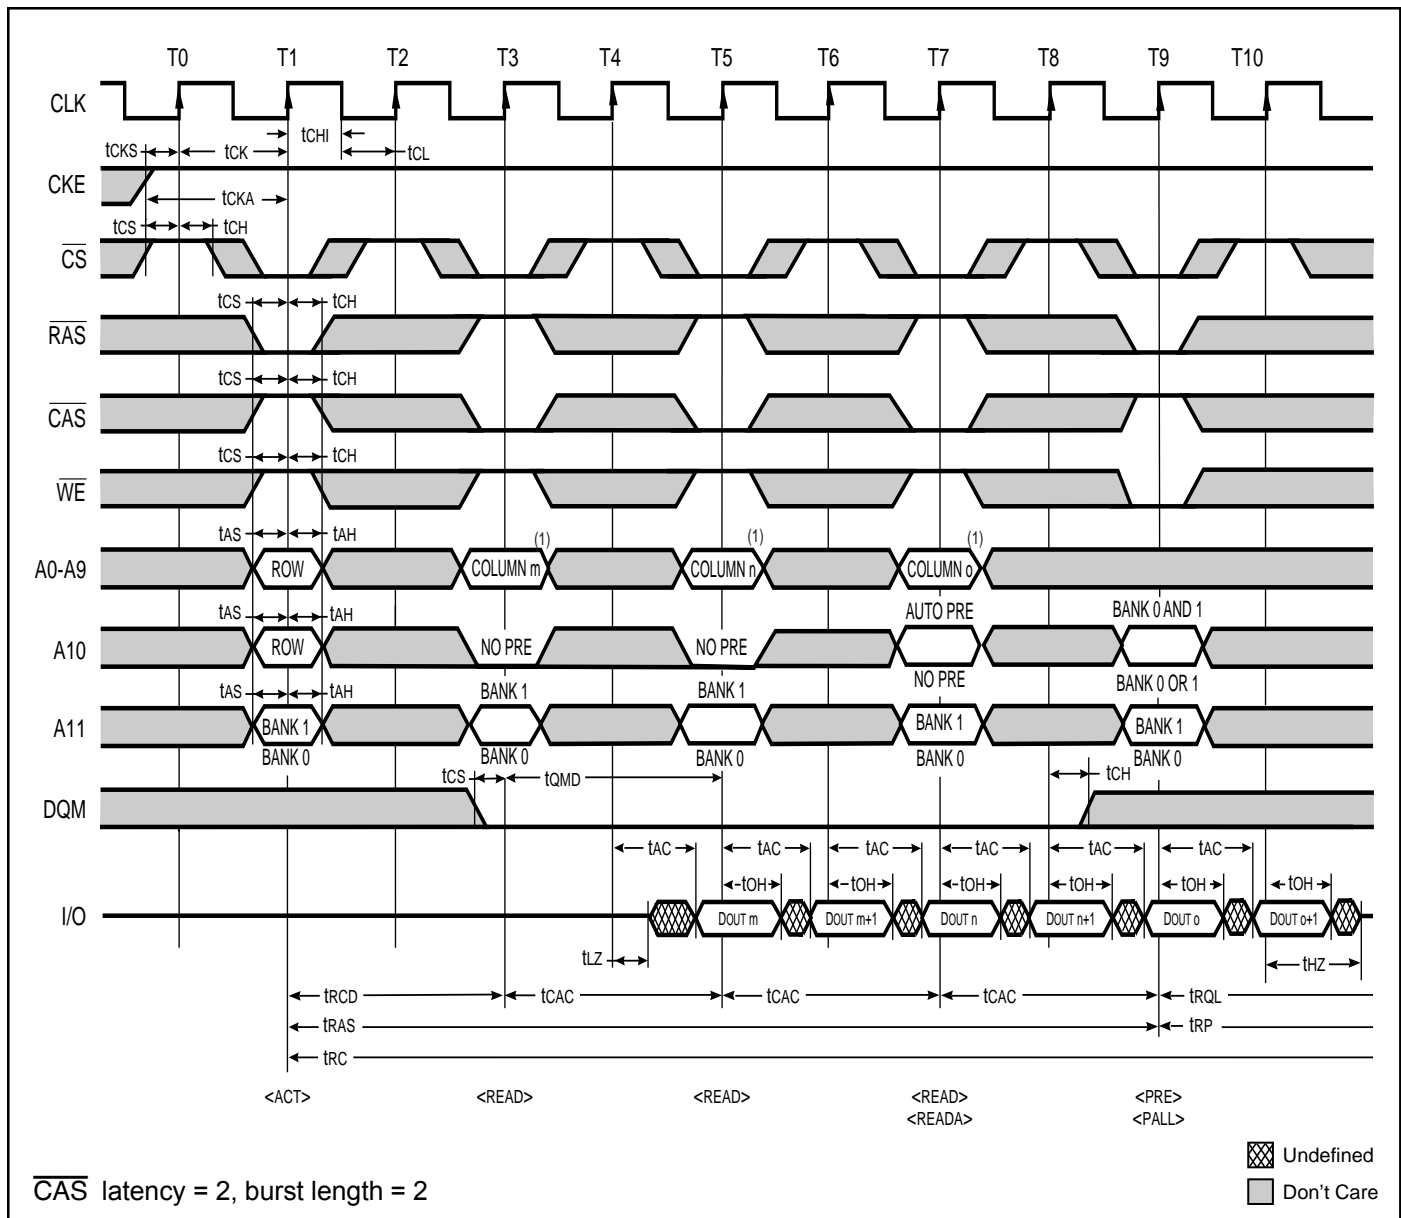 T0 T1 T2 T3 T4 T5 T6 T7 T8 T9 T10
CLK
tCHI
tCKS tCK tCL
CKE
tCKA
tCS tCH
CS
tCS tCH
RAS
tCS tCH
CAS
tCS tCH
WE
tAS tAH (1) (1) (1)
A0-A9 ROW COLUMN m COLUMN n COLUMN o
tAS tAH AUTO PRE BANK 0 AND 1
A10 ROW NO PRE NO PRE
NO PRE BANK 0 OR 1
tAS tAH BANK 1 BANK 1
A11 BANK 1 BANK 1 BANK 1
BANK 0 BANK 0 BANK 0 BANK 0 BANK 0
tCS tQMD tCH
DQM
tAC tAC tAC tAC tAC tAC
tOH tOH tOH tOH tOH tOH
I/O DOUT m DOUT m+1 DOUT n DOUT n+1 DOUT o DOUT o+1
tLZ tHZ
tRCD tCAC tCAC tCAC tRQL
tRAS tRP
tRC
<ACT> <READ> <READ> <READ> <PRE>
<READA> <PALL>
Undefined
CAS latency = 2, burst length = 2
Don't Care